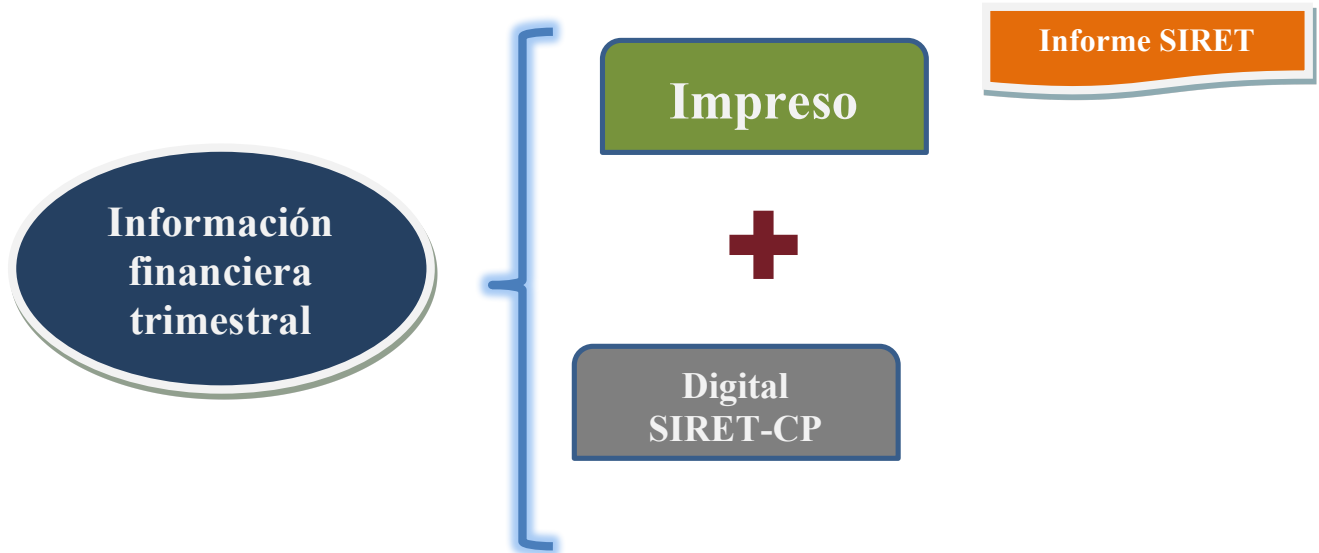 Información
financiera
trimestral
Impreso
Digital
SIRET-CP
Informe SIRET